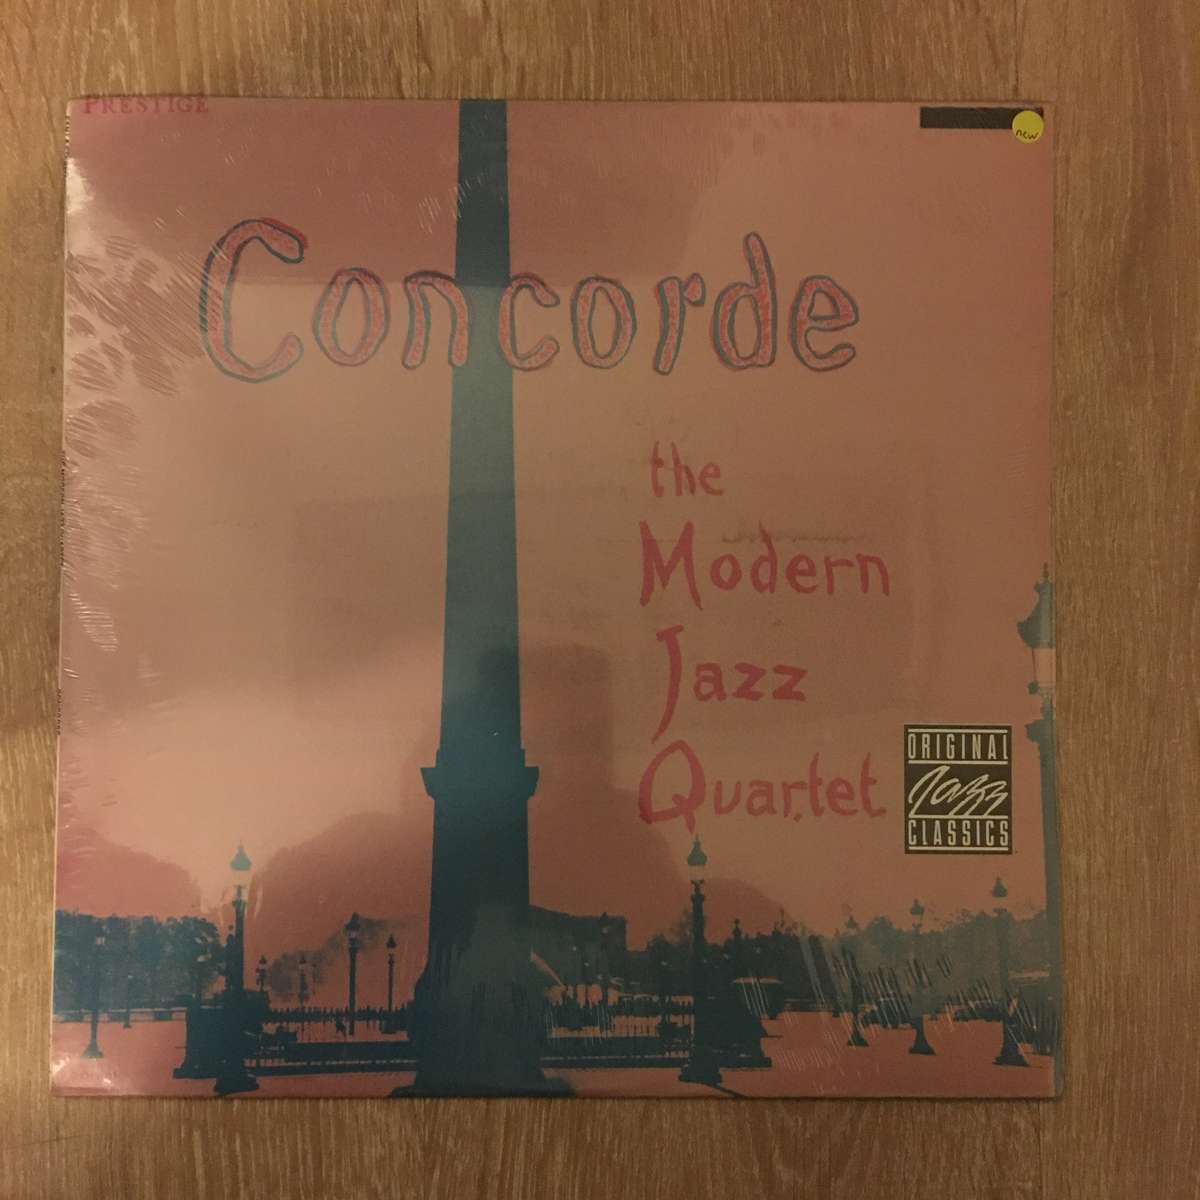 PRESTIGE
new
Concorde
the
Modern
Jazz
Quartet
ORIGINAL
Jazz
CLASSICS